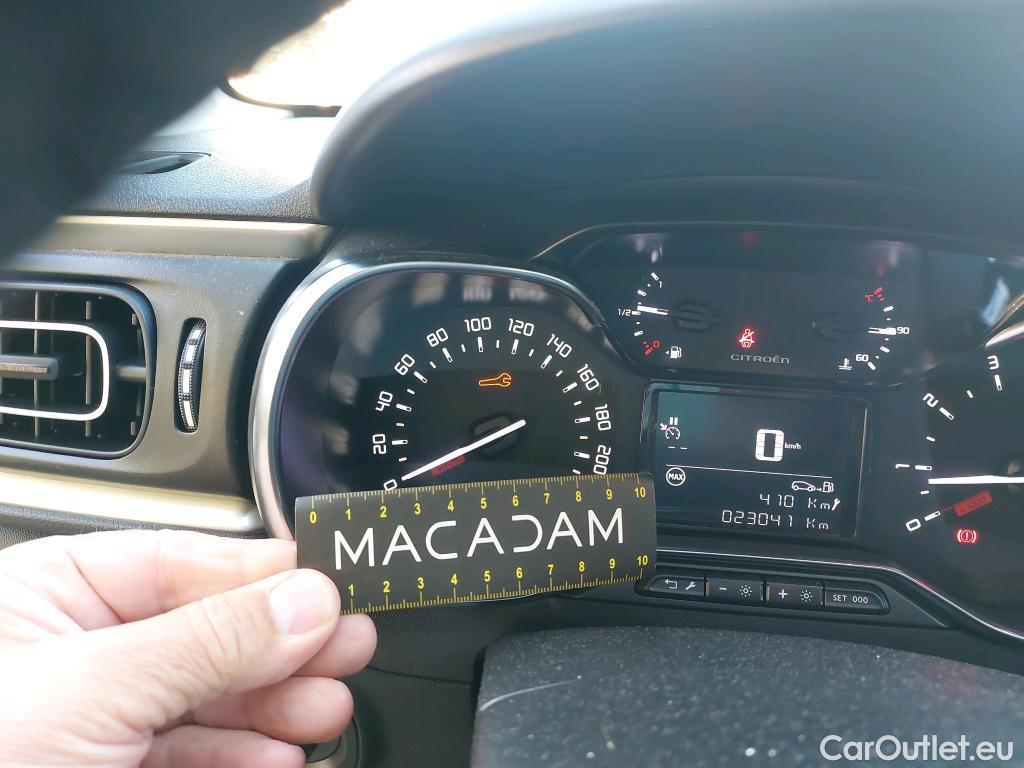 20 40 60 80 100 120 140 160 180 200
1/2 1 0
CITROËN
°C 90 60
3
2
1
0
0 km/h
MAX
410 Km
023041 Km
0 1 2 3 4 5 6 7 8 9 10
MACADAM
1 2 3 4 5 6 7 8 9 10
− + SET 000
CarOutlet.eu